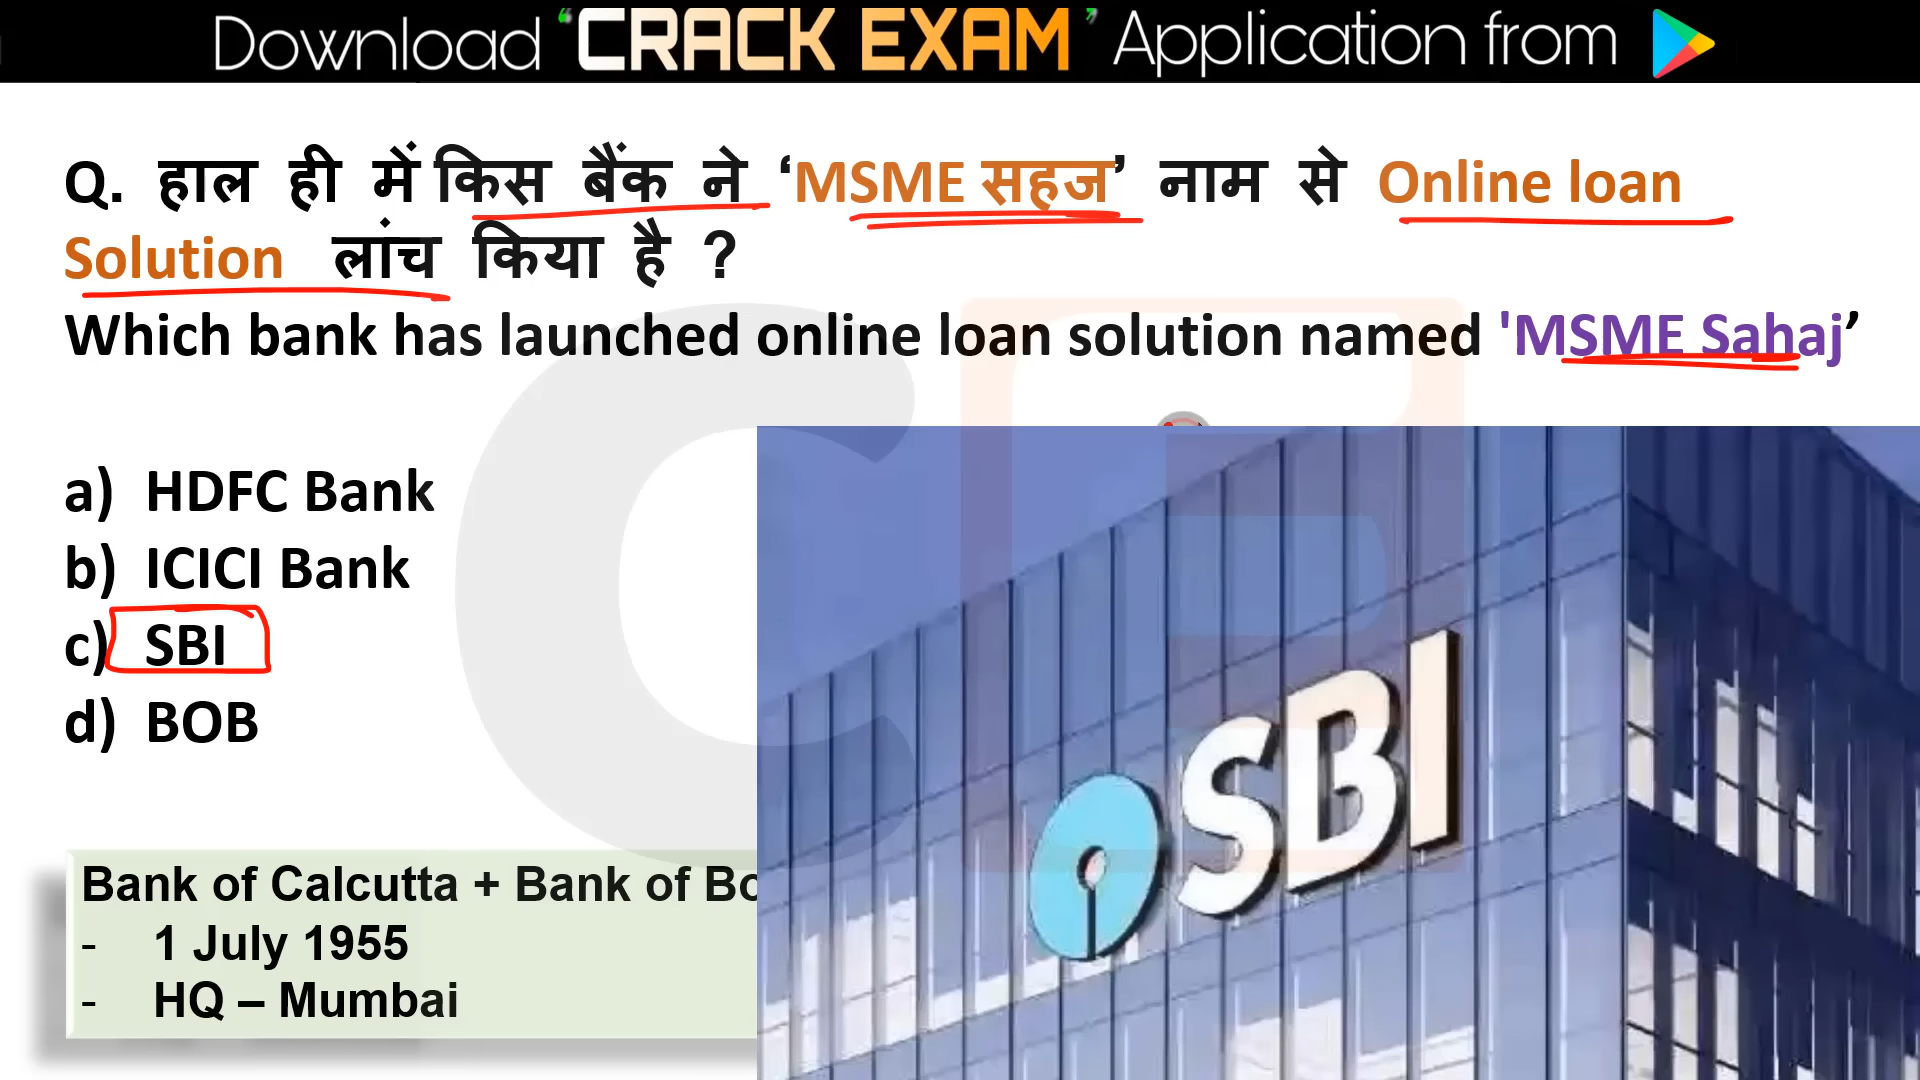 Download ‘CRACK EXAM’ Application from
Q. हाल ही में किस बैंक ने ‘MSME सहज’ नाम से Online loan
Solution लांच किया है ?
Which bank has launched online loan solution named 'MSME Sahaj’
a) HDFC Bank
b) ICICI Bank
c) SBI
d) BOB
SBI
Bank of Calcutta + Bank of
- 1 July 1955
- HQ – Mumbai